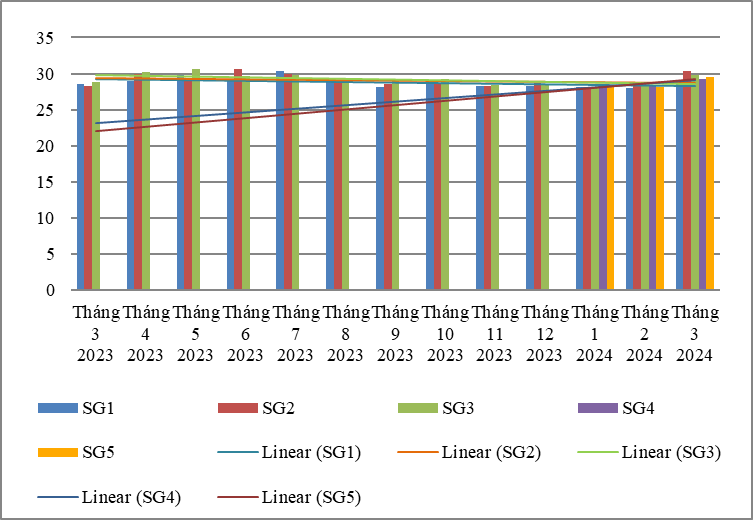 35
30
25
20
15
10
5
0
Tháng Tháng Tháng Tháng Tháng Tháng Tháng Tháng Tháng Tháng Tháng Tháng Tháng
3 4 5 6 7 8 9 10 11 12 1 2 3
2023 2023 2023 2023 2023 2023 2023 2023 2023 2023 2024 2024 2024
SG1 SG2 SG3 SG4
SG5 Linear (SG1) Linear (SG2) Linear (SG3)
Linear (SG4) Linear (SG5)